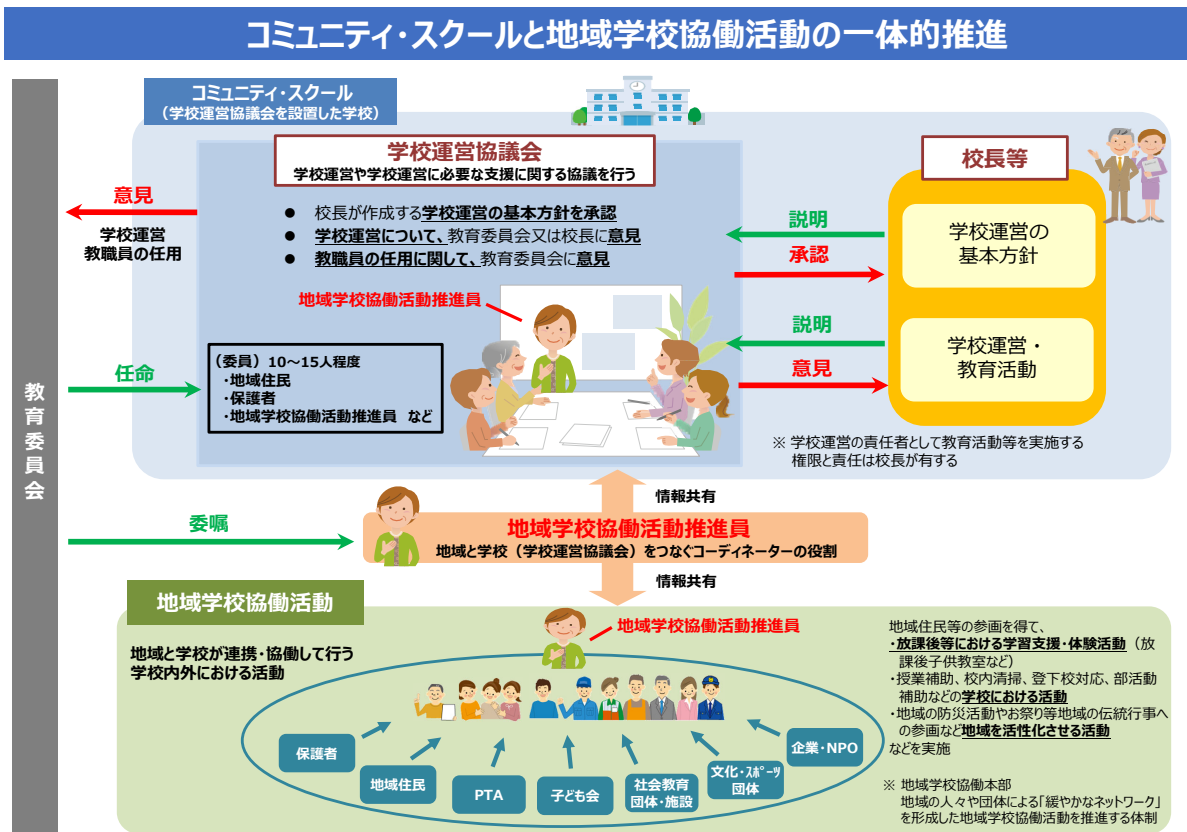 コミュニティ・スクールと地域学校協働活動の一体的推進
教育委員会
コミュニティ・スクール
（学校運営協議会を設置した学校）
学校運営協議会
学校運営や学校運営に必要な支援に関する協議を行う
● 校長が作成する学校運営の基本方針を承認
● 学校運営について、教育委員会又は校長に意見
● 教職員の任用に関して、教育委員会に意見
意見
学校運営
教職員の任用
地域学校協働活動推進員
任命
（委員）10～15人程度
・地域住民
・保護者
・地域学校協働活動推進員 など
校長等
説明
承認
学校運営の
基本方針
説明
意見
学校運営・
教育活動
※ 学校運営の責任者として教育活動等を実施する
権限と責任は校長が有する
情報共有
委嘱
地域学校協働活動推進員
地域と学校（学校運営協議会）をつなぐコーディネーターの役割
情報共有
地域学校協働活動
地域と学校が連携・協働して行う
学校内外における活動
地域学校協働活動推進員
保護者
地域住民
PTA
子ども会
社会教育
団体・施設
文化・ｽﾎﾟｰﾂ
団体
企業・NPO
地域住民等の参画を得て、
・放課後等における学習支援・体験活動（放
課後子供教室など）
・授業補助、校内清掃、登下校対応、部活動
補助などの学校における活動
・地域の防災活動やお祭り等地域の伝統行事へ
の参画など地域を活性化させる活動
などを実施
※ 地域学校協働本部
地域の人々や団体による「緩やかなネットワーク」
を形成した地域学校協働活動を推進する体制